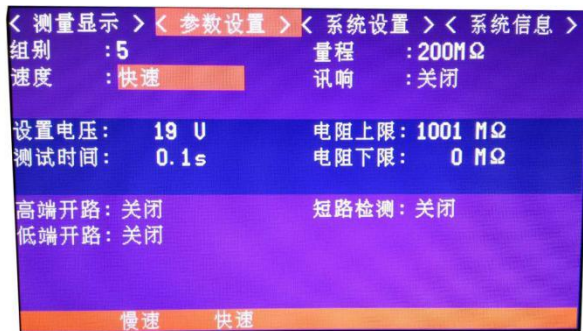 < 测量显示 > < 参数设置 > < 系统设置 > < 系统信息 >
组别 :5 量程 :200MΩ
速度 :快速 讯响 :关闭
设置电压: 19 V 电阻上限: 1001 MΩ
测试时间: 0.1s 电阻下限: 0 MΩ
高端开路: 关闭 短路检测: 关闭
低端开路: 关闭
慢速 快速